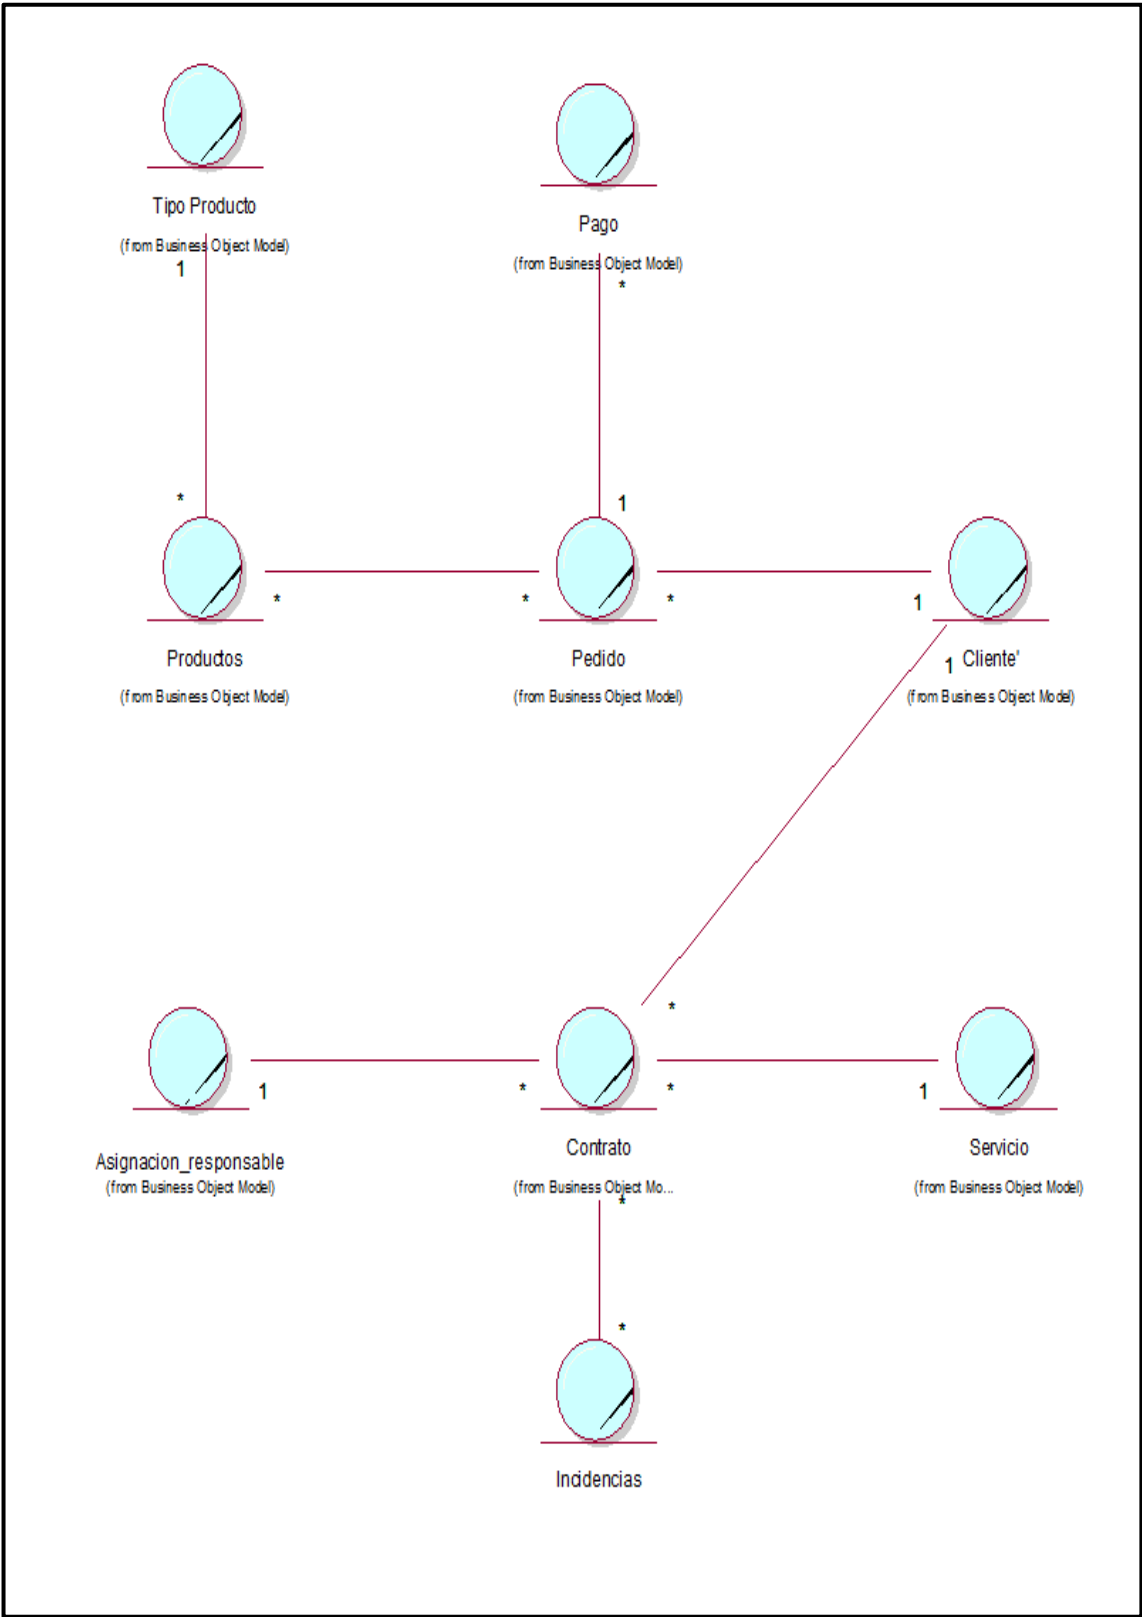 Tipo Producto
(from Business Object Model)
1
Pago
(from Business Object Model)
*
*
1
Productos
(from Business Object Model)
*
*
Pedido
(from Business Object Model)
*
1
1
Cliente'
(from Business Object Model)
*
Asignacion_responsable
(from Business Object Model)
1
*
Contrato
(from Business Object Mo...
*
1
Servicio
(from Business Object Model)
*
*
Incidencias